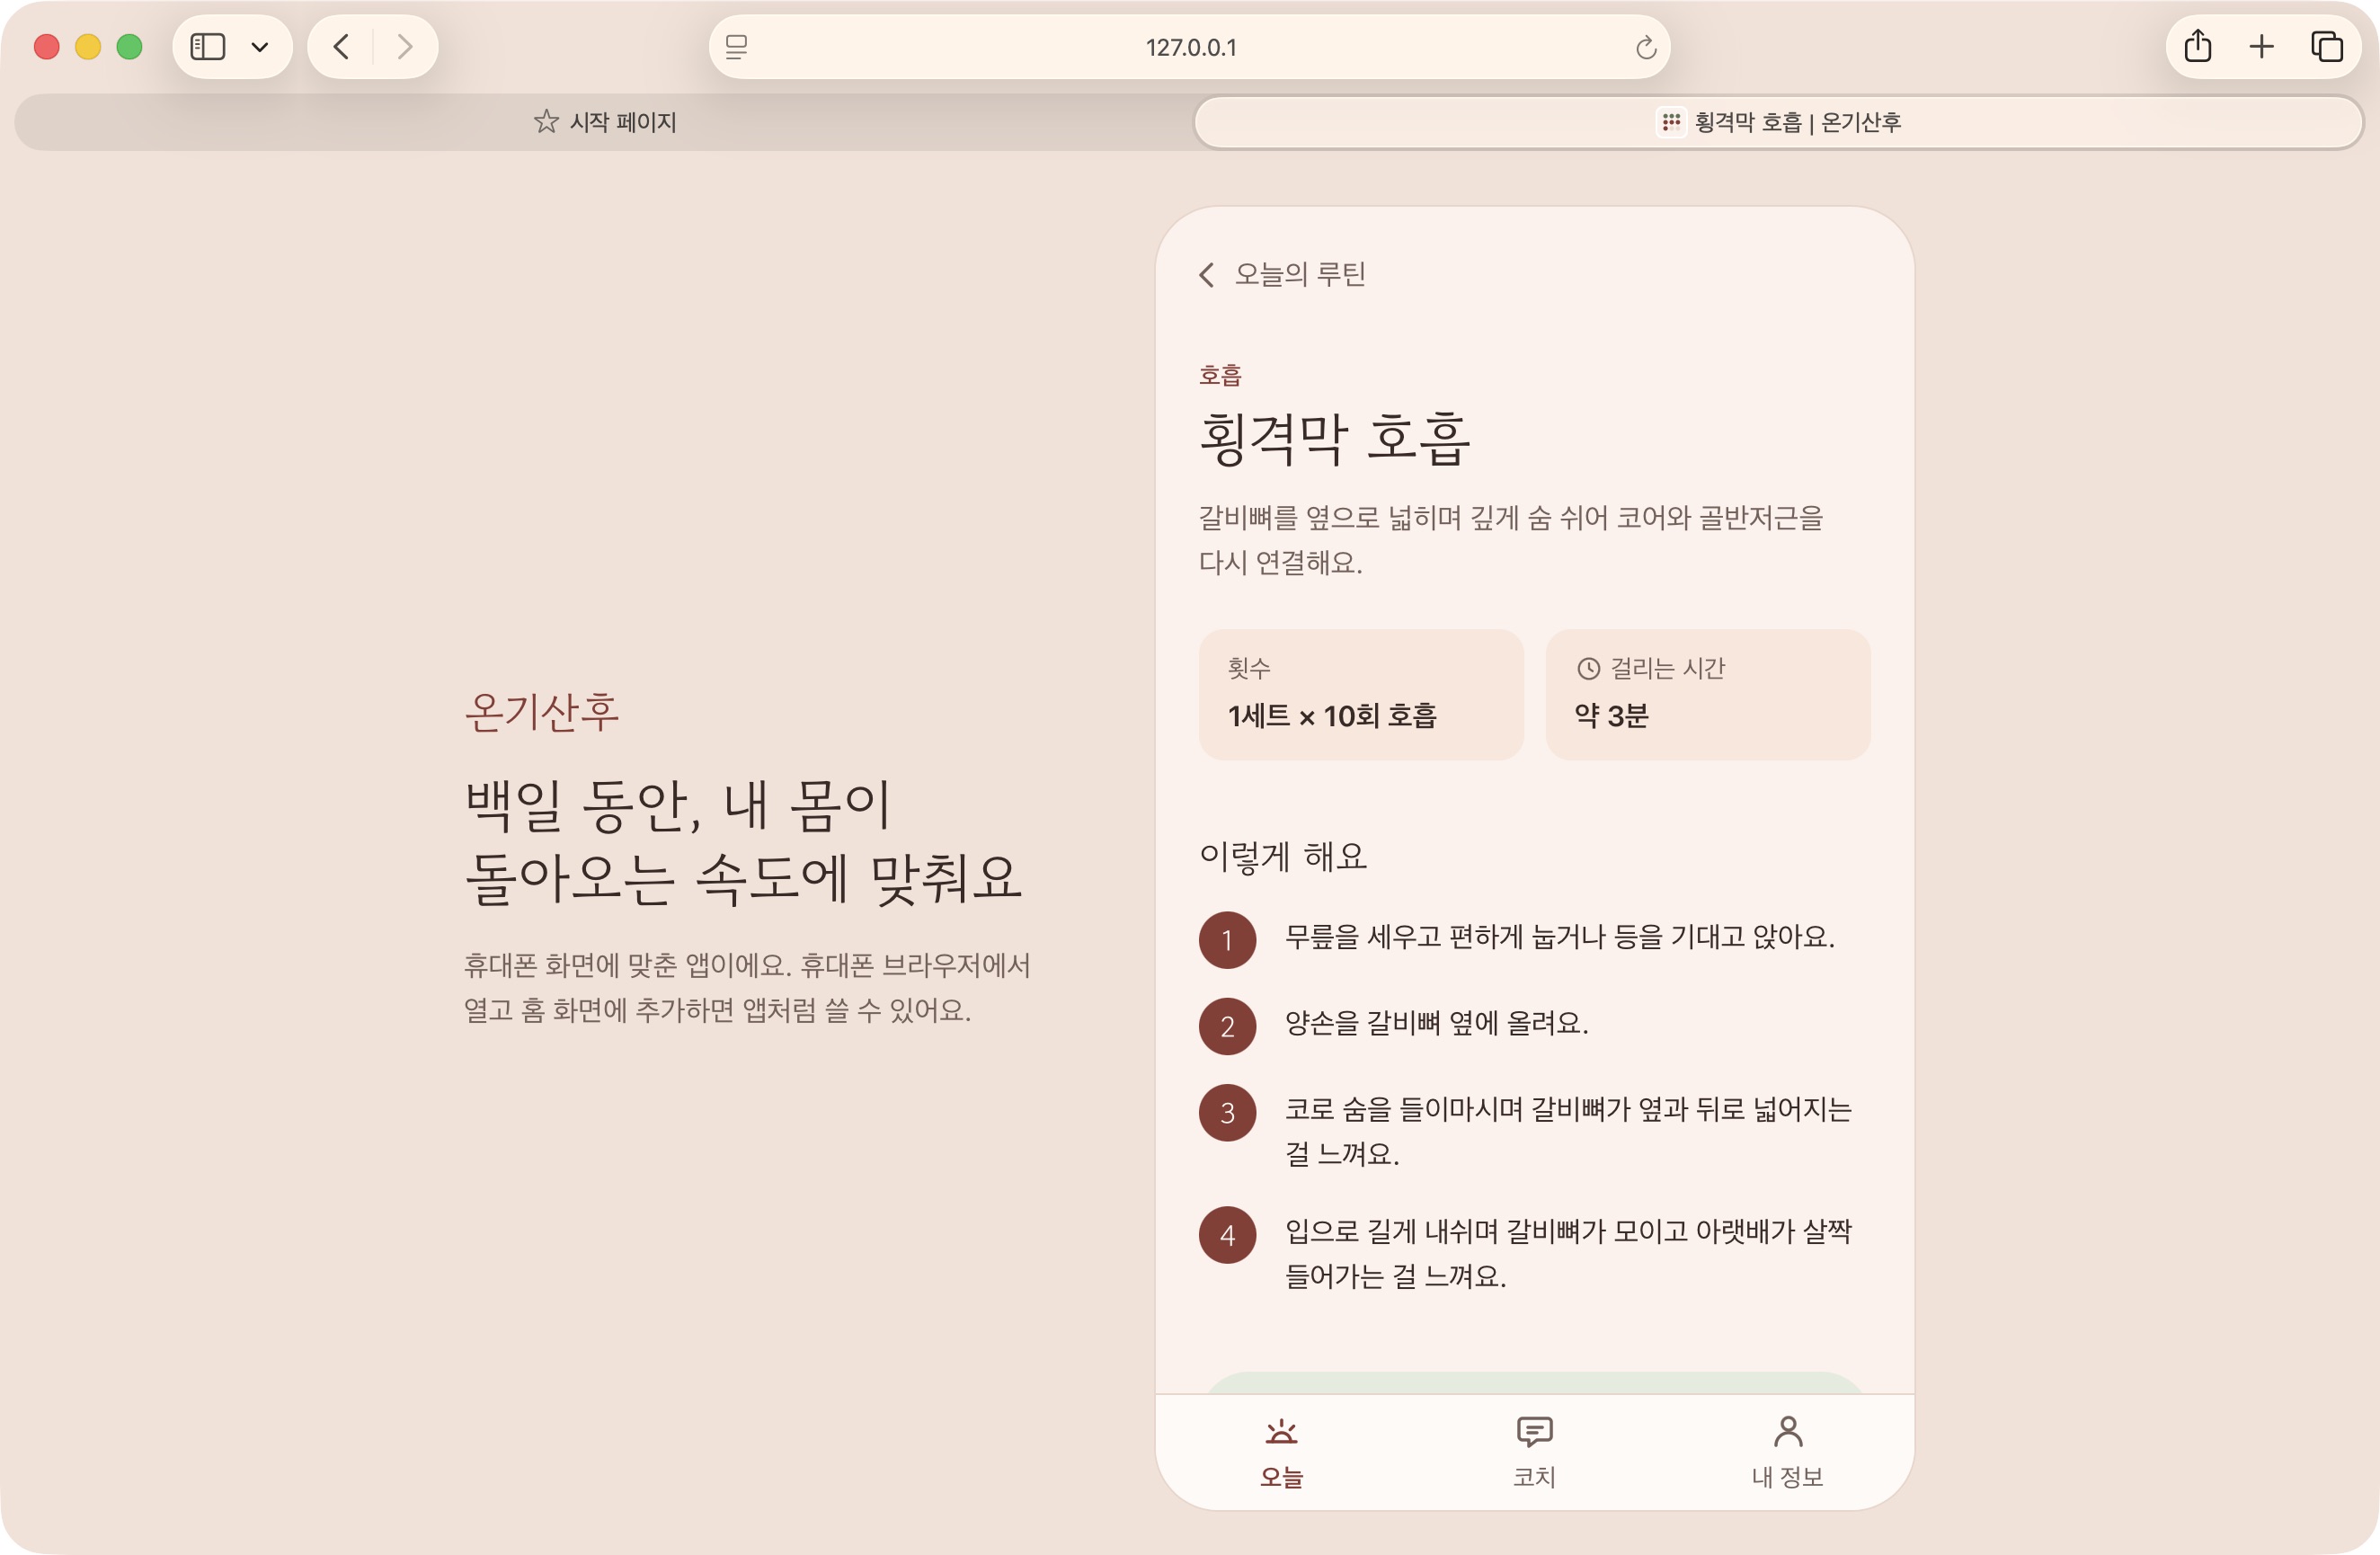 127.0.0.1
시작 페이지
횡격막 호흡 | 온기산후
온기산후
백일 동안, 내 몸이
돌아오는 속도에 맞춰요
휴대폰 화면에 맞춘 앱이에요. 휴대폰 브라우저에서
열고 홈 화면에 추가하면 앱처럼 쓸 수 있어요.
오늘의 루틴
호흡
횡격막 호흡
갈비뼈를 옆으로 넓히며 깊게 숨 쉬어 코어와 골반저근을
다시 연결해요.
횟수
1세트 × 10회 호흡
걸리는 시간
약 3분
이렇게 해요
1 무릎을 세우고 편하게 눕거나 등을 기대고 앉아요.
2 양손을 갈비뼈 옆에 올려요.
3 코로 숨을 들이마시며 갈비뼈가 옆과 뒤로 넓어지는
걸 느껴요.
4 입으로 길게 내쉬며 갈비뼈가 모이고 아랫배가 살짝
들어가는 걸 느껴요.
오늘
코치
내 정보